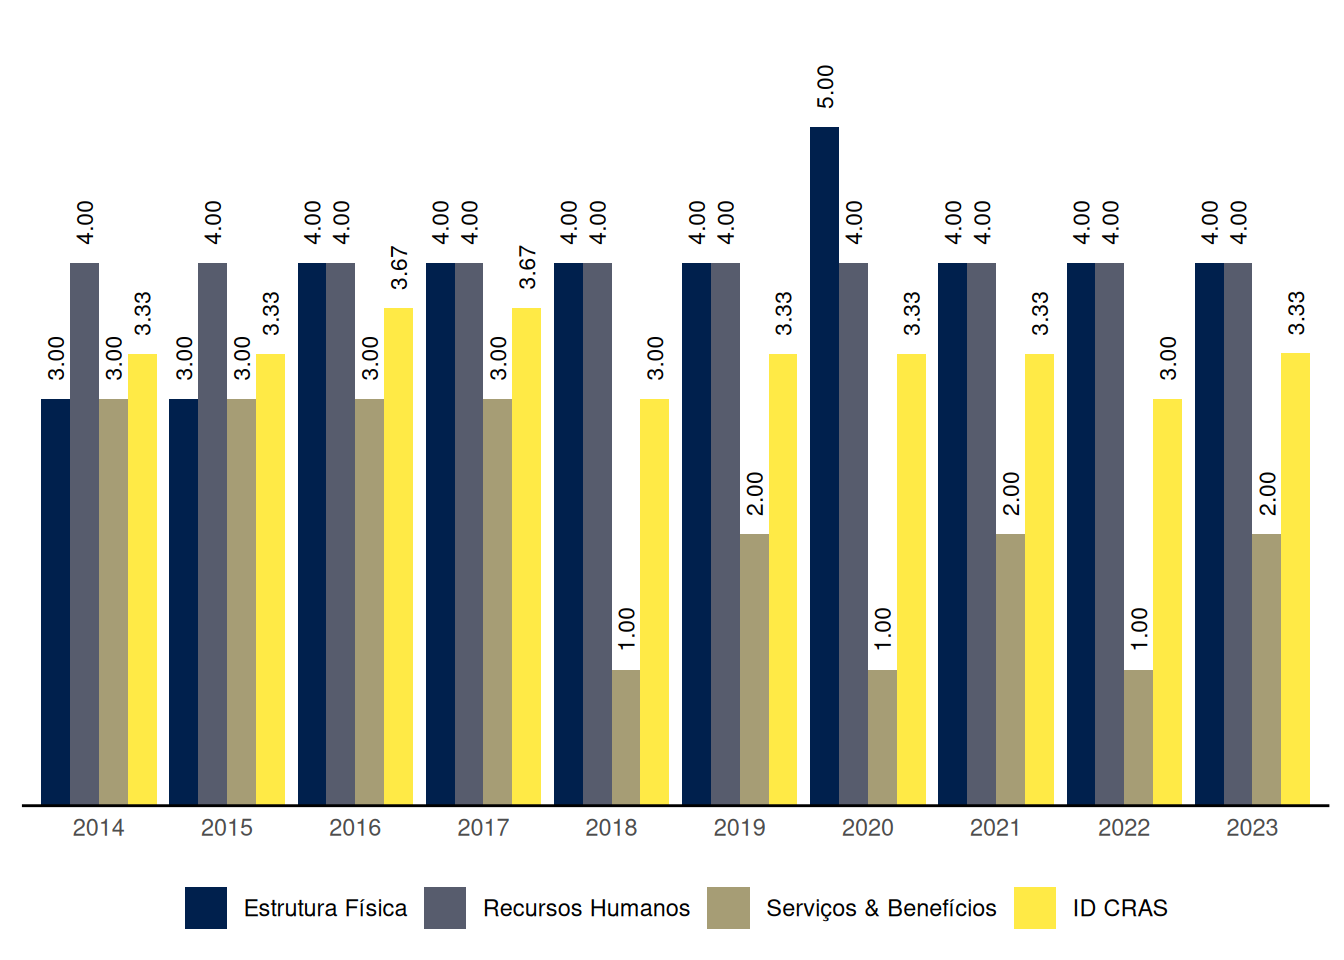 5.00
4.00 4.00 4.00 4.00 4.00 4.00 4.00 4.00 4.00 4.00 4.00 4.00 4.00 4.00 4.00 4.00 4.00
3.67 3.67
3.33 3.33 3.33 3.33 3.33 3.33
3.00 3.00 3.00 3.00 3.00 3.00 3.00 3.00
2.00 2.00 2.00
1.00 1.00 1.00
2014 2015 2016 2017 2018 2019 2020 2021 2022 2023
Estrutura Física Recursos Humanos Serviços & Benefícios ID CRAS